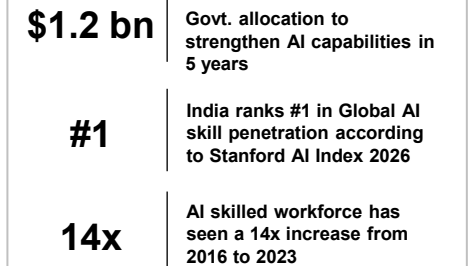 $1.2 bn
Govt. allocation to
strengthen AI capabilities in
5 years
#1
India ranks #1 in Global AI
skill penetration according
to Stanford AI Index 2026
14x
AI skilled workforce has
seen a 14x increase from
2016 to 2023